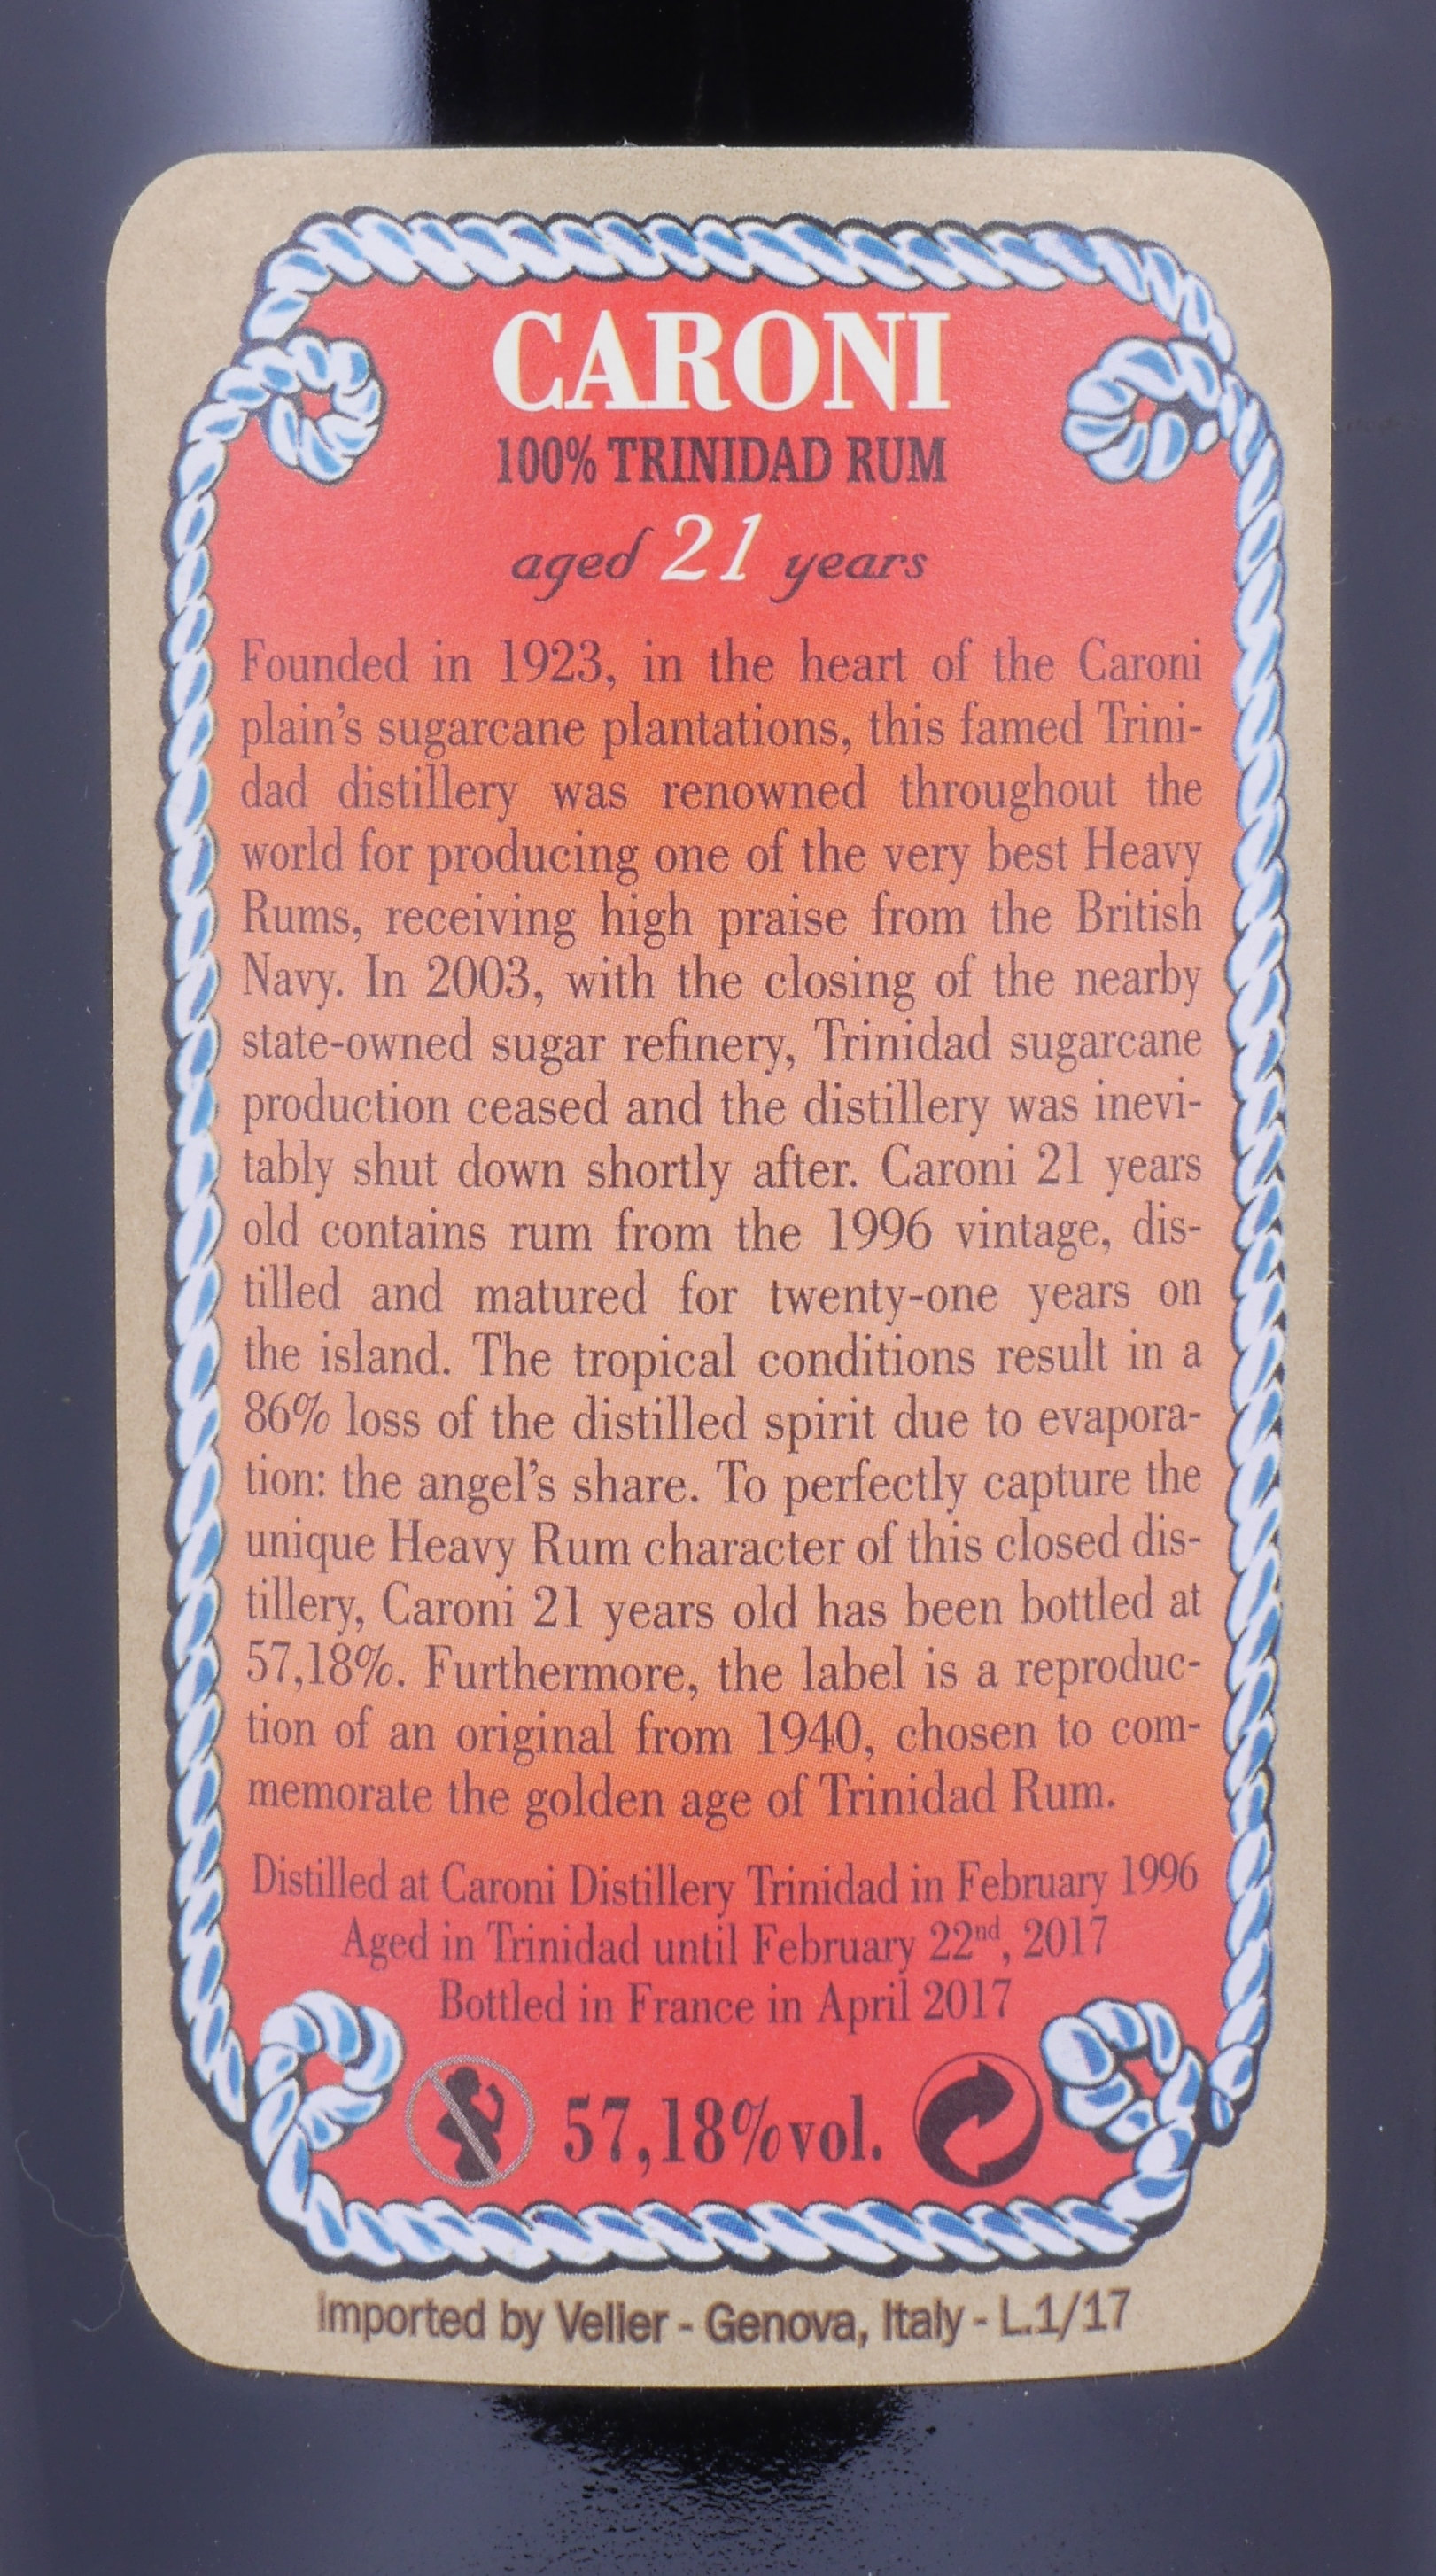 CARONI
100% TRINIDAD RUM
aged 21 years
Founded in 1923, in the heart of the Caroni
plain's sugarcane plantations, this famed Trini-
dad distillery was renowned throughout the
world for producing one of the very best Heavy
Rums, receiving high praise from the British
Navy. In 2003, with the closing of the nearby
state-owned sugar refinery, Trinidad sugarcane
production ceased and the distillery was inevi-
tably shut down shortly after. Caroni 21 years
old contains rum from the 1996 vintage, dis-
tilled and matured for twenty-one years on
the island. The tropical conditions result in a
86% loss of the distilled spirit due to evapora-
tion: the angel's share. To perfectly capture the
unique Heavy Rum character of this closed dis-
tillery, Caroni 21 years old has been bottled at
57,18%. Furthermore, the label is a reproduc-
tion of an original from 1940, chosen to com-
memorate the golden age of Trinidad Rum.
Distilled at Caroni Distillery Trinidad in February 1996
Aged in Trinidad until February 22nd, 2017
Bottled in France in April 2017
57,18%vol.
Imported by Velier - Genova, Italy - L.1/17